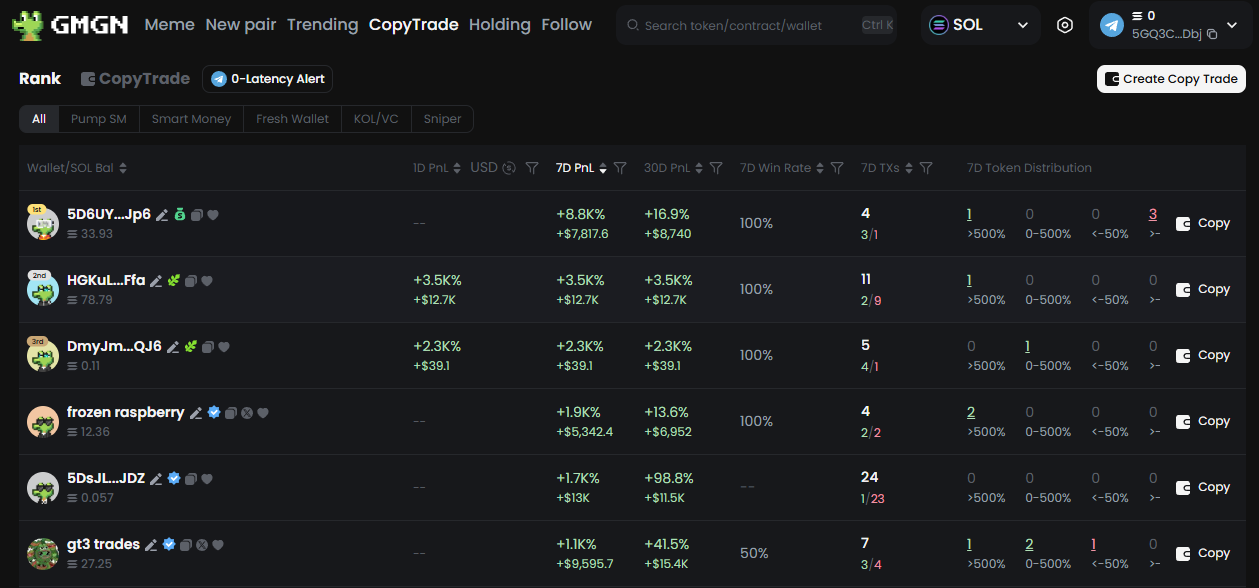 GMGN Meme New pair Trending CopyTrade Holding Follow Search token/contract/wallet Ctrl K SOL 0
5GQ3C...Dbj
Rank CopyTrade 0-Latency Alert Create Copy Trade
All Pump SM Smart Money Fresh Wallet KOL/VC Sniper
Wallet/SOL Bal 1D PnL USD 7D PnL 30D PnL 7D Win Rate 7D TXs 7D Token Distribution
1st 5D6UY...Jp6 -- +8.8K% +16.9% 100% 4 1 0 0 3 Copy
33.93 +$7,817.6 +$8,740 3/1 >500% 0-500% <-50% >-
2nd HGKuL...Ffa +3.5K% +3.5K% +3.5K% 100% 11 1 0 0 0 Copy
78.79 +$12.7K +$12.7K +$12.7K 2/9 >500% 0-500% <-50% >-
3rd DmyJm...QJ6 +2.3K% +2.3K% +2.3K% 100% 5 0 1 0 0 Copy
0.11 +$39.1 +$39.1 +$39.1 4/1 >500% 0-500% <-50% >-
frozen raspberry -- +1.9K% +13.6% 100% 4 2 0 0 0 Copy
12.36 +$5,342.4 +$6,952 2/2 >500% 0-500% <-50% >-
5DsJL...JDZ -- +1.7K% +98.8% -- 24 0 0 0 0 Copy
0.057 +$13K +$11.5K 1/23 >500% 0-500% <-50% >-
gt3 trades -- +1.1K% +41.5% 50% 7 1 2 1 0 Copy
27.25 +$9,595.7 +$15.4K 3/4 >500% 0-500% <-50% >-